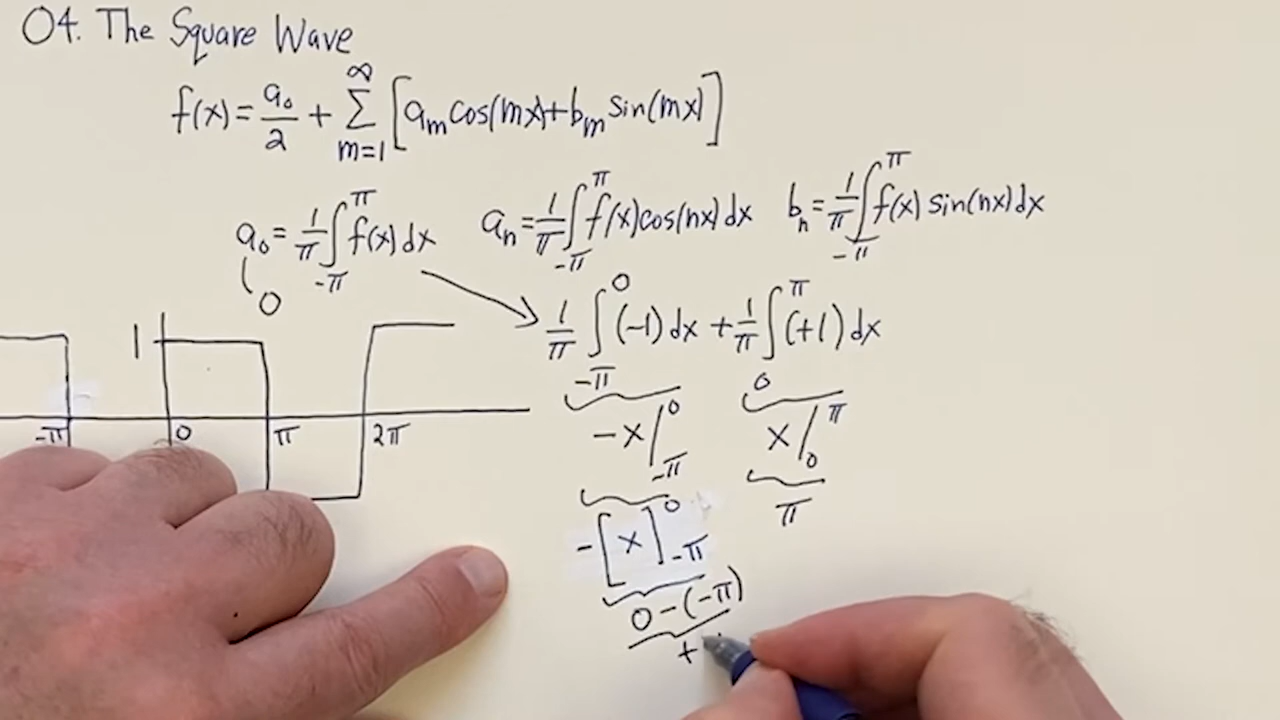 04. The Square Wave
f(x) = a₀/2 + ∞ Σ m=1 [a_m cos(mx) + b_m sin(mx)]
a₀ = 1/π ∫_{-π}^{π} f(x) dx   a_n = 1/π ∫_{-π}^{π} f(x) cos(nx) dx   b_n = 1/π ∫_{-π}^{π} f(x) sin(nx) dx
0
1/π ∫_{-π}^{0} (-1) dx + 1/π ∫_{0}^{π} (+1) dx
1
-π 0 π 2π
-x |_{-π}^{0}   x |_{0}^{π}
π
-[x]_{-π}^{0}
0 - (-π)
+